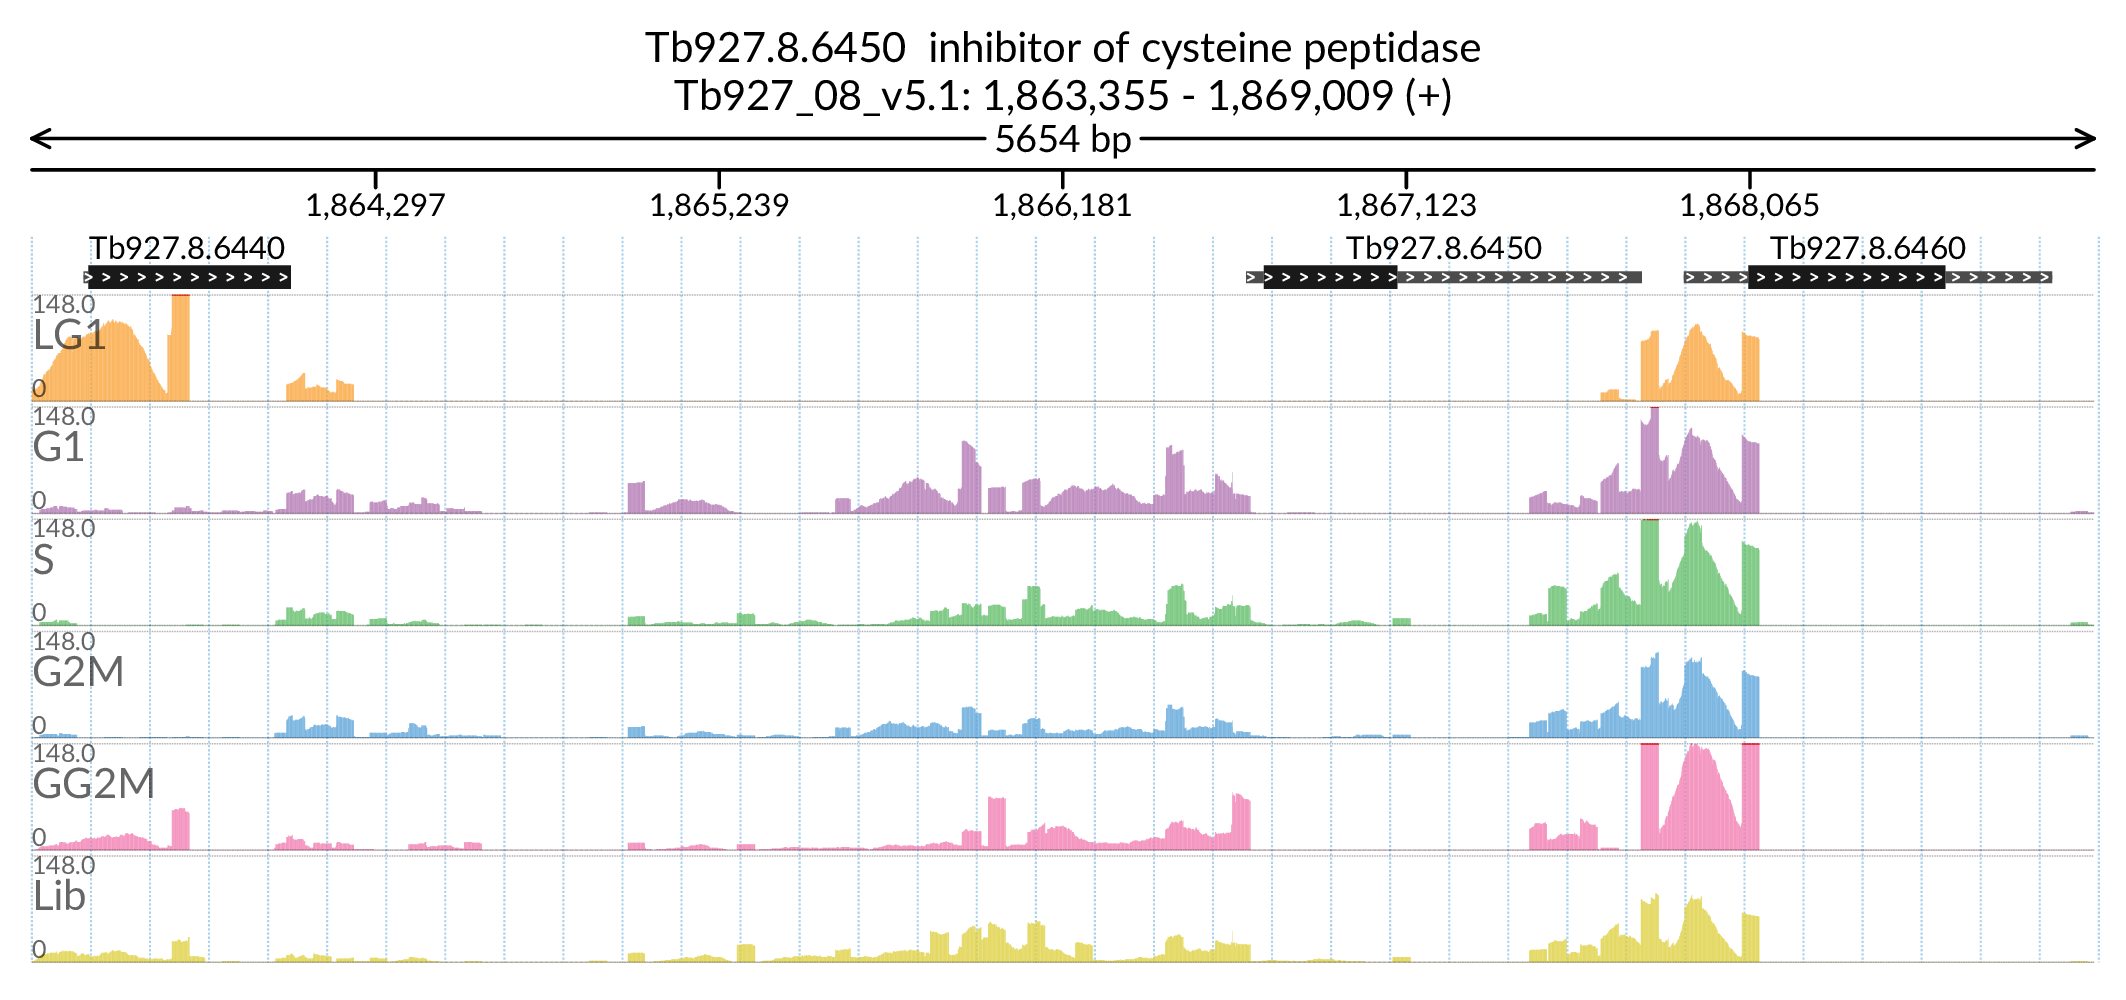 Tb927.8.6450  inhibitor of cysteine peptidase
Tb927_08_v5.1: 1,863,355 - 1,869,009 (+)
5654 bp
1,864,297 1,865,239 1,866,181 1,867,123 1,868,065
Tb927.8.6440 Tb927.8.6450 Tb927.8.6460
148.0
LG1
0
148.0
G1
0
148.0
S
0
148.0
G2M
0
148.0
GG2M
0
148.0
Lib
0